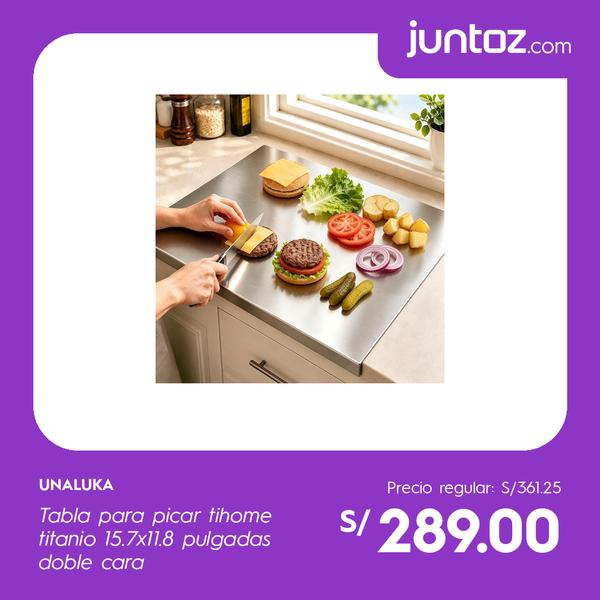 juntoz.com
UNALUKA
Tabla para picar tihome
titanio 15.7x11.8 pulgadas
doble cara
Precio regular: S/361.25
S/289.00